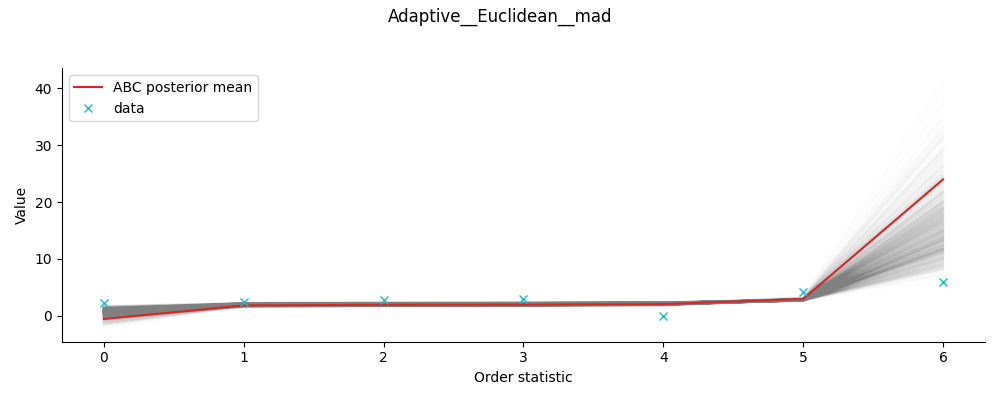 Adaptive__Euclidean__mad
40
30
20
10
0
Value
ABC posterior mean
data
0 1 2 3 4 5 6
Order statistic